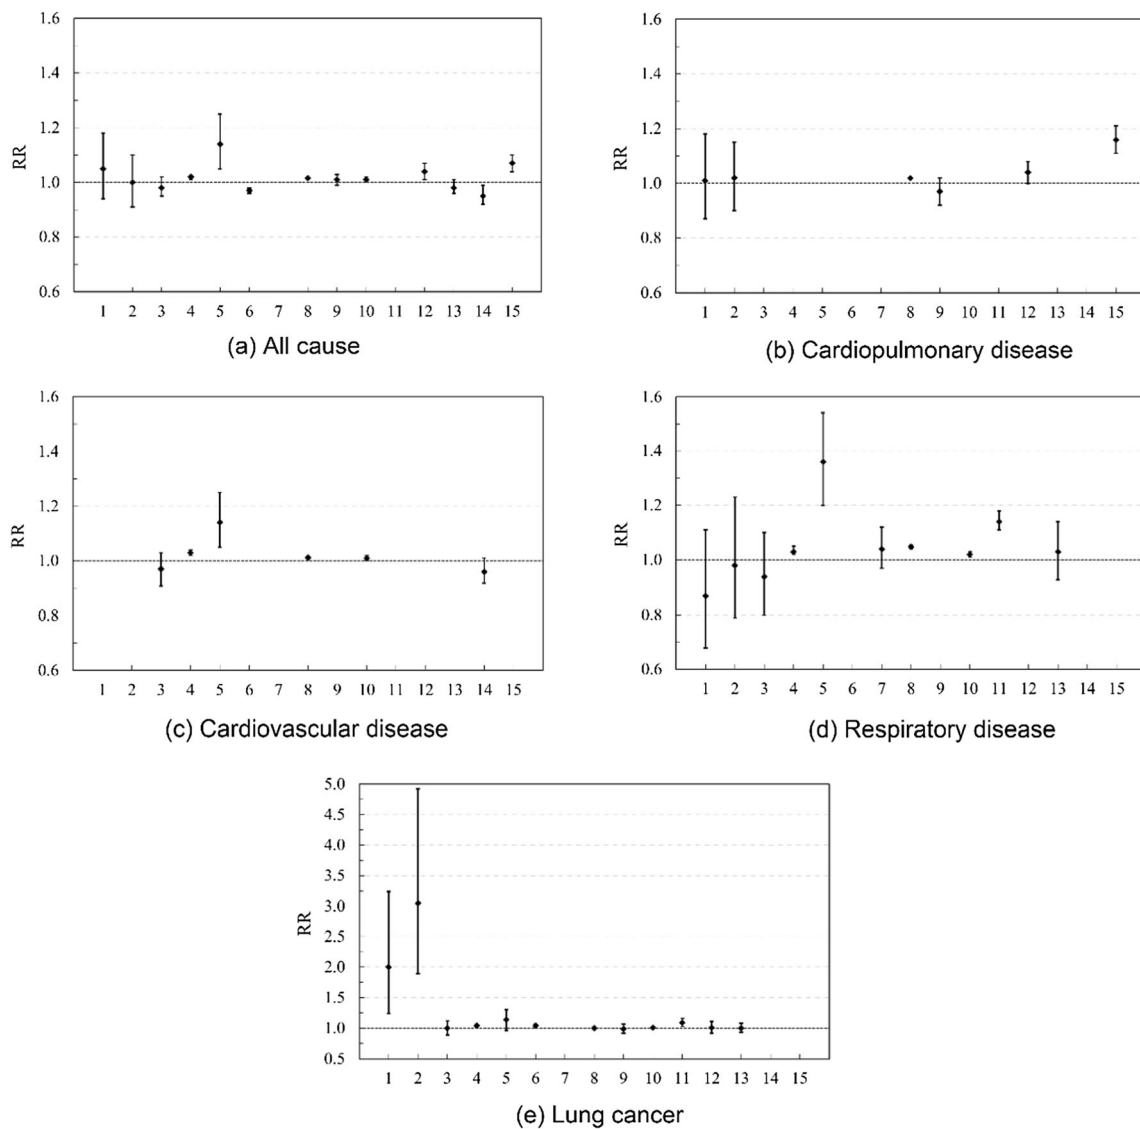 1.6
1.4
1.2
1.0
0.8
0.6
RR
1 2 3 4 5 6 7 8 9 10 11 12 13 14 15
(a) All cause
1.6
1.4
1.2
1.0
0.8
0.6
RR
1 2 3 4 5 6 7 8 9 10 11 12 13 14 15
(b) Cardiopulmonary disease
1.6
1.4
1.2
1.0
0.8
0.6
RR
1 2 3 4 5 6 7 8 9 10 11 12 13 14 15
(c) Cardiovascular disease
1.6
1.4
1.2
1.0
0.8
0.6
RR
1 2 3 4 5 6 7 8 9 10 11 12 13 14 15
(d) Respiratory disease
5.0
4.5
4.0
3.5
3.0
2.5
2.0
1.5
1.0
0.5
RR
1 2 3 4 5 6 7 8 9 10 11 12 13 14 15
(e) Lung cancer